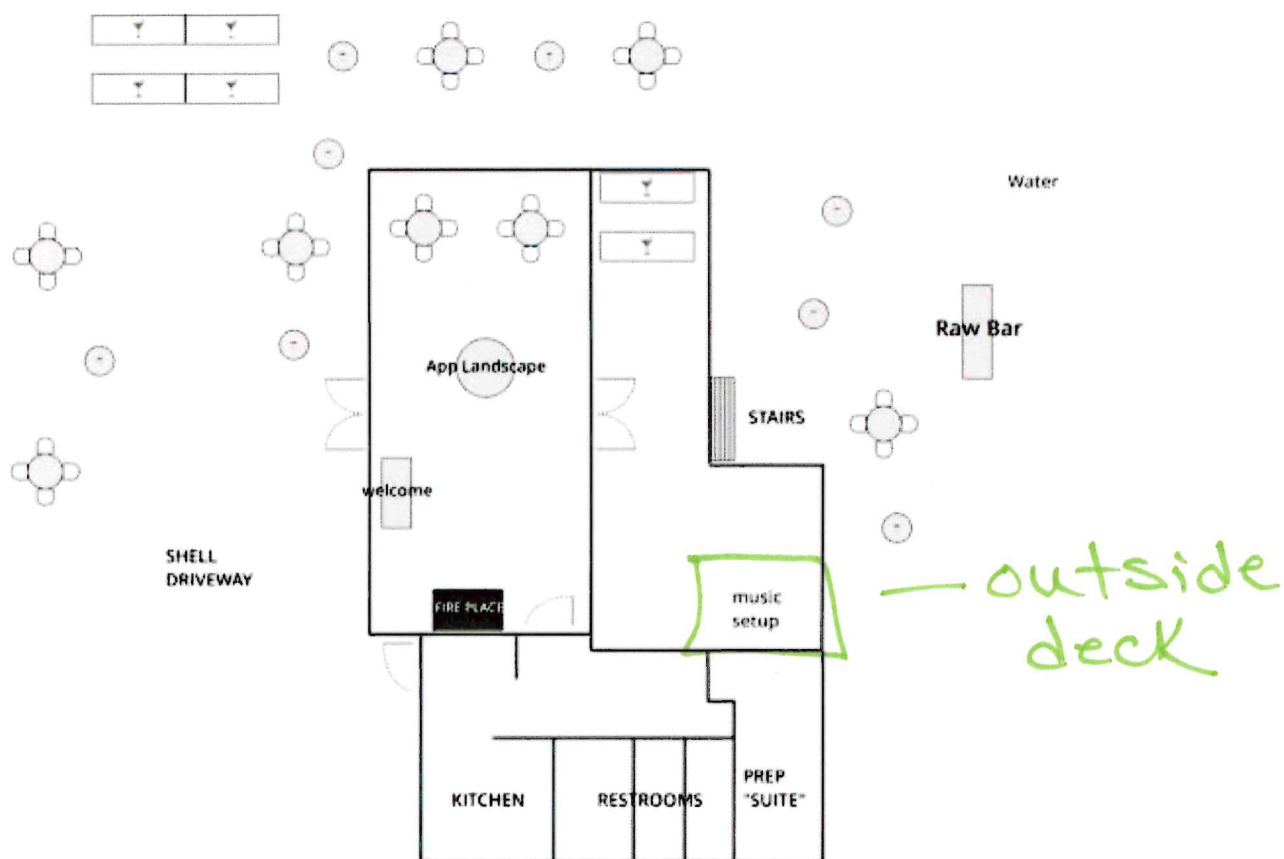 Water
Raw Bar
App Landscape
STAIRS
welcome
SHELL
DRIVEWAY
FIRE PLACE
music
setup
— outside
deck
KITCHEN
RESTROOMS
PREP
"SUITE"